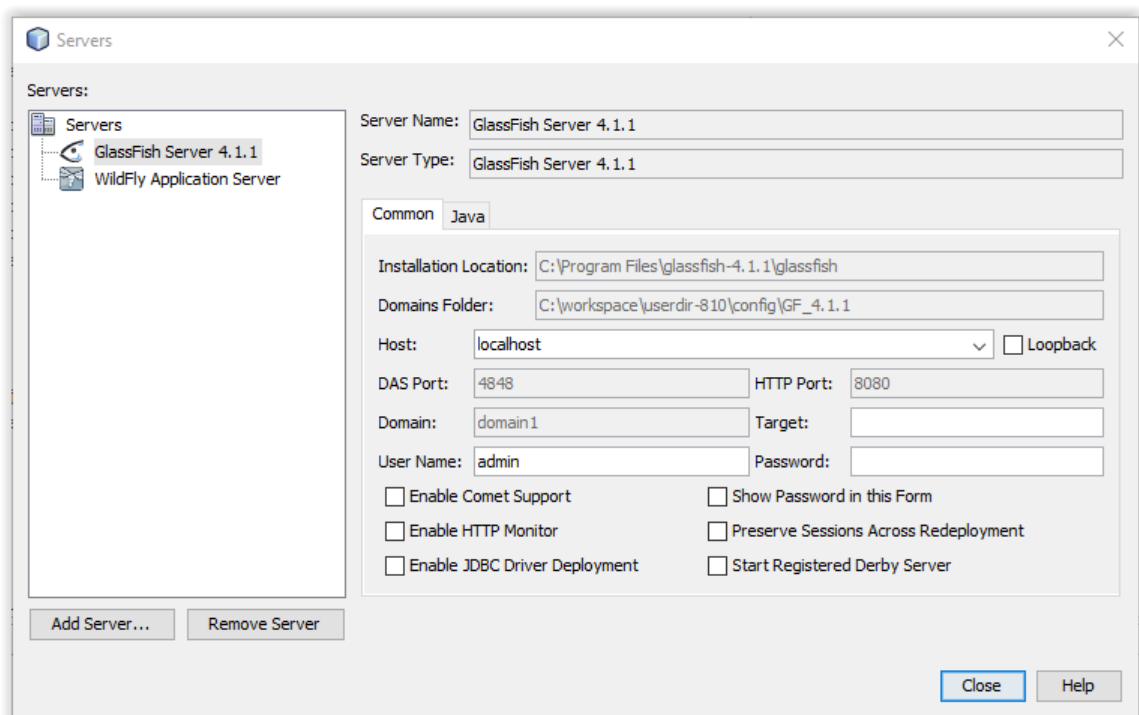 Servers
Servers:
Servers
GlassFish Server 4.1.1
WildFly Application Server
Add Server...
Remove Server
Server Name: GlassFish Server 4.1.1
Server Type: GlassFish Server 4.1.1
Common Java
Installation Location: C:\Program Files\glassfish-4.1.1\glassfish
Domains Folder: C:\workspace\userdir-810\config\GF_4.1.1
Host: localhost Loopback
DAS Port: 4848 HTTP Port: 8080
Domain: domain1 Target:
User Name: admin Password:
Enable Comet Support Show Password in this Form
Enable HTTP Monitor Preserve Sessions Across Redeployment
Enable JDBC Driver Deployment Start Registered Derby Server
Close Help